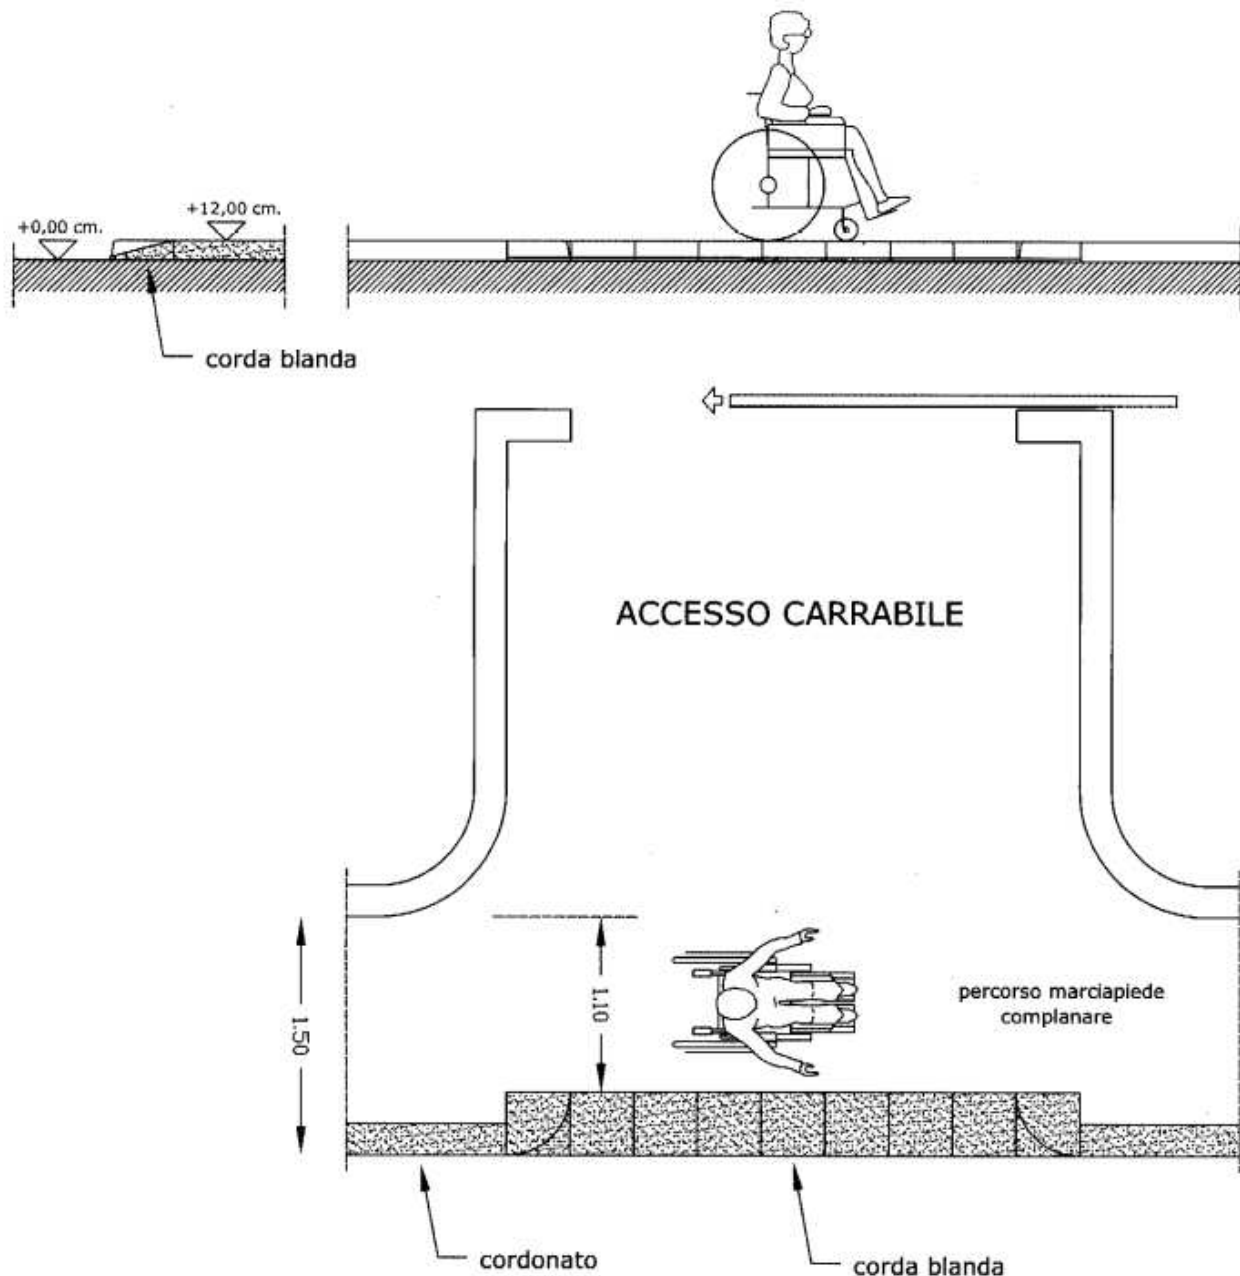 +0,00 cm.
+12,00 cm.
corda blanda
ACCESSO CARRABILE
1.50
1.10
percorso marciapiede
complanare
cordonato
corda blanda